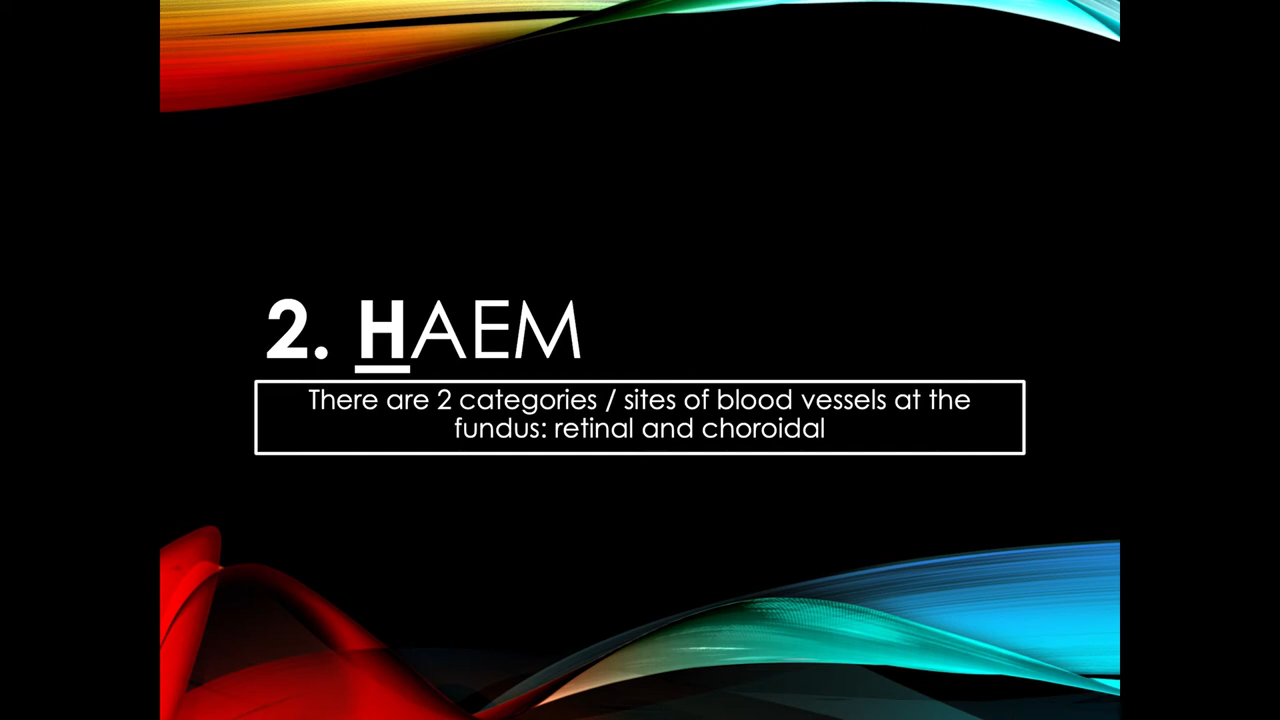 2. HAEM
There are 2 categories / sites of blood vessels at the
fundus: retinal and choroidal